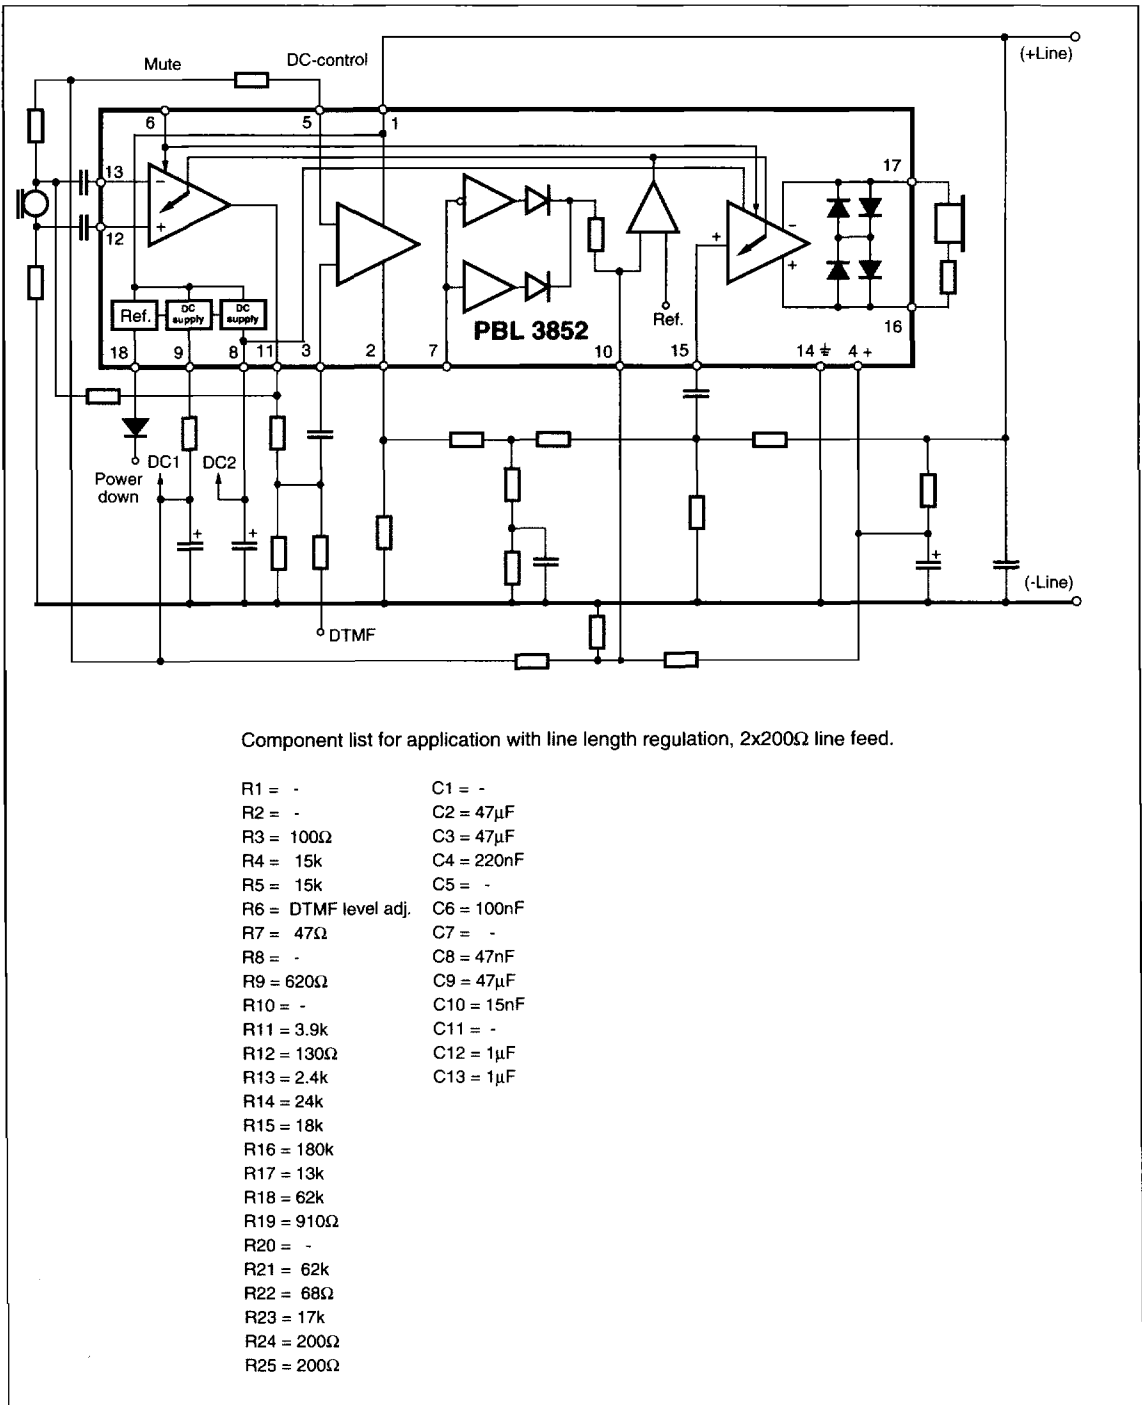 (+Line)
Mute
DC-control
6
5
1
13
17
12
Ref.
DC
supply
DC
supply
PBL 3852
Ref.
16
18
9
8
11
3
2
7
10
15
14
4 +
−
+
+
-
+
Power
down
DC1
DC2
+
+
+
DTMF
(-Line)
Component list for application with line length regulation, 2x200Ω line feed.
R1 = -
R2 = -
R3 = 100Ω
R4 = 15k
R5 = 15k
R6 = DTMF level adj.
R7 = 47Ω
R8 = -
R9 = 620Ω
R10 = -
R11 = 3.9k
R12 = 130Ω
R13 = 2.4k
R14 = 24k
R15 = 18k
R16 = 180k
R17 = 13k
R18 = 62k
R19 = 910Ω
R20 = -
R21 = 62k
R22 = 68Ω
R23 = 17k
R24 = 200Ω
R25 = 200Ω
C1 = -
C2 = 47µF
C3 = 47µF
C4 = 220nF
C5 = -
C6 = 100nF
C7 = -
C8 = 47nF
C9 = 47µF
C10 = 15nF
C11 = -
C12 = 1µF
C13 = 1µF